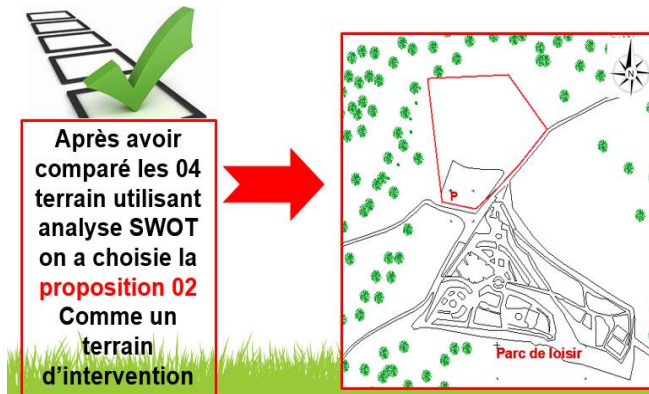 Après avoir
comparé les 04
terrain utilisant
analyse SWOT
on a choisie la
proposition 02
Comme un
terrain
d'intervention
N
P
Parc de loisir